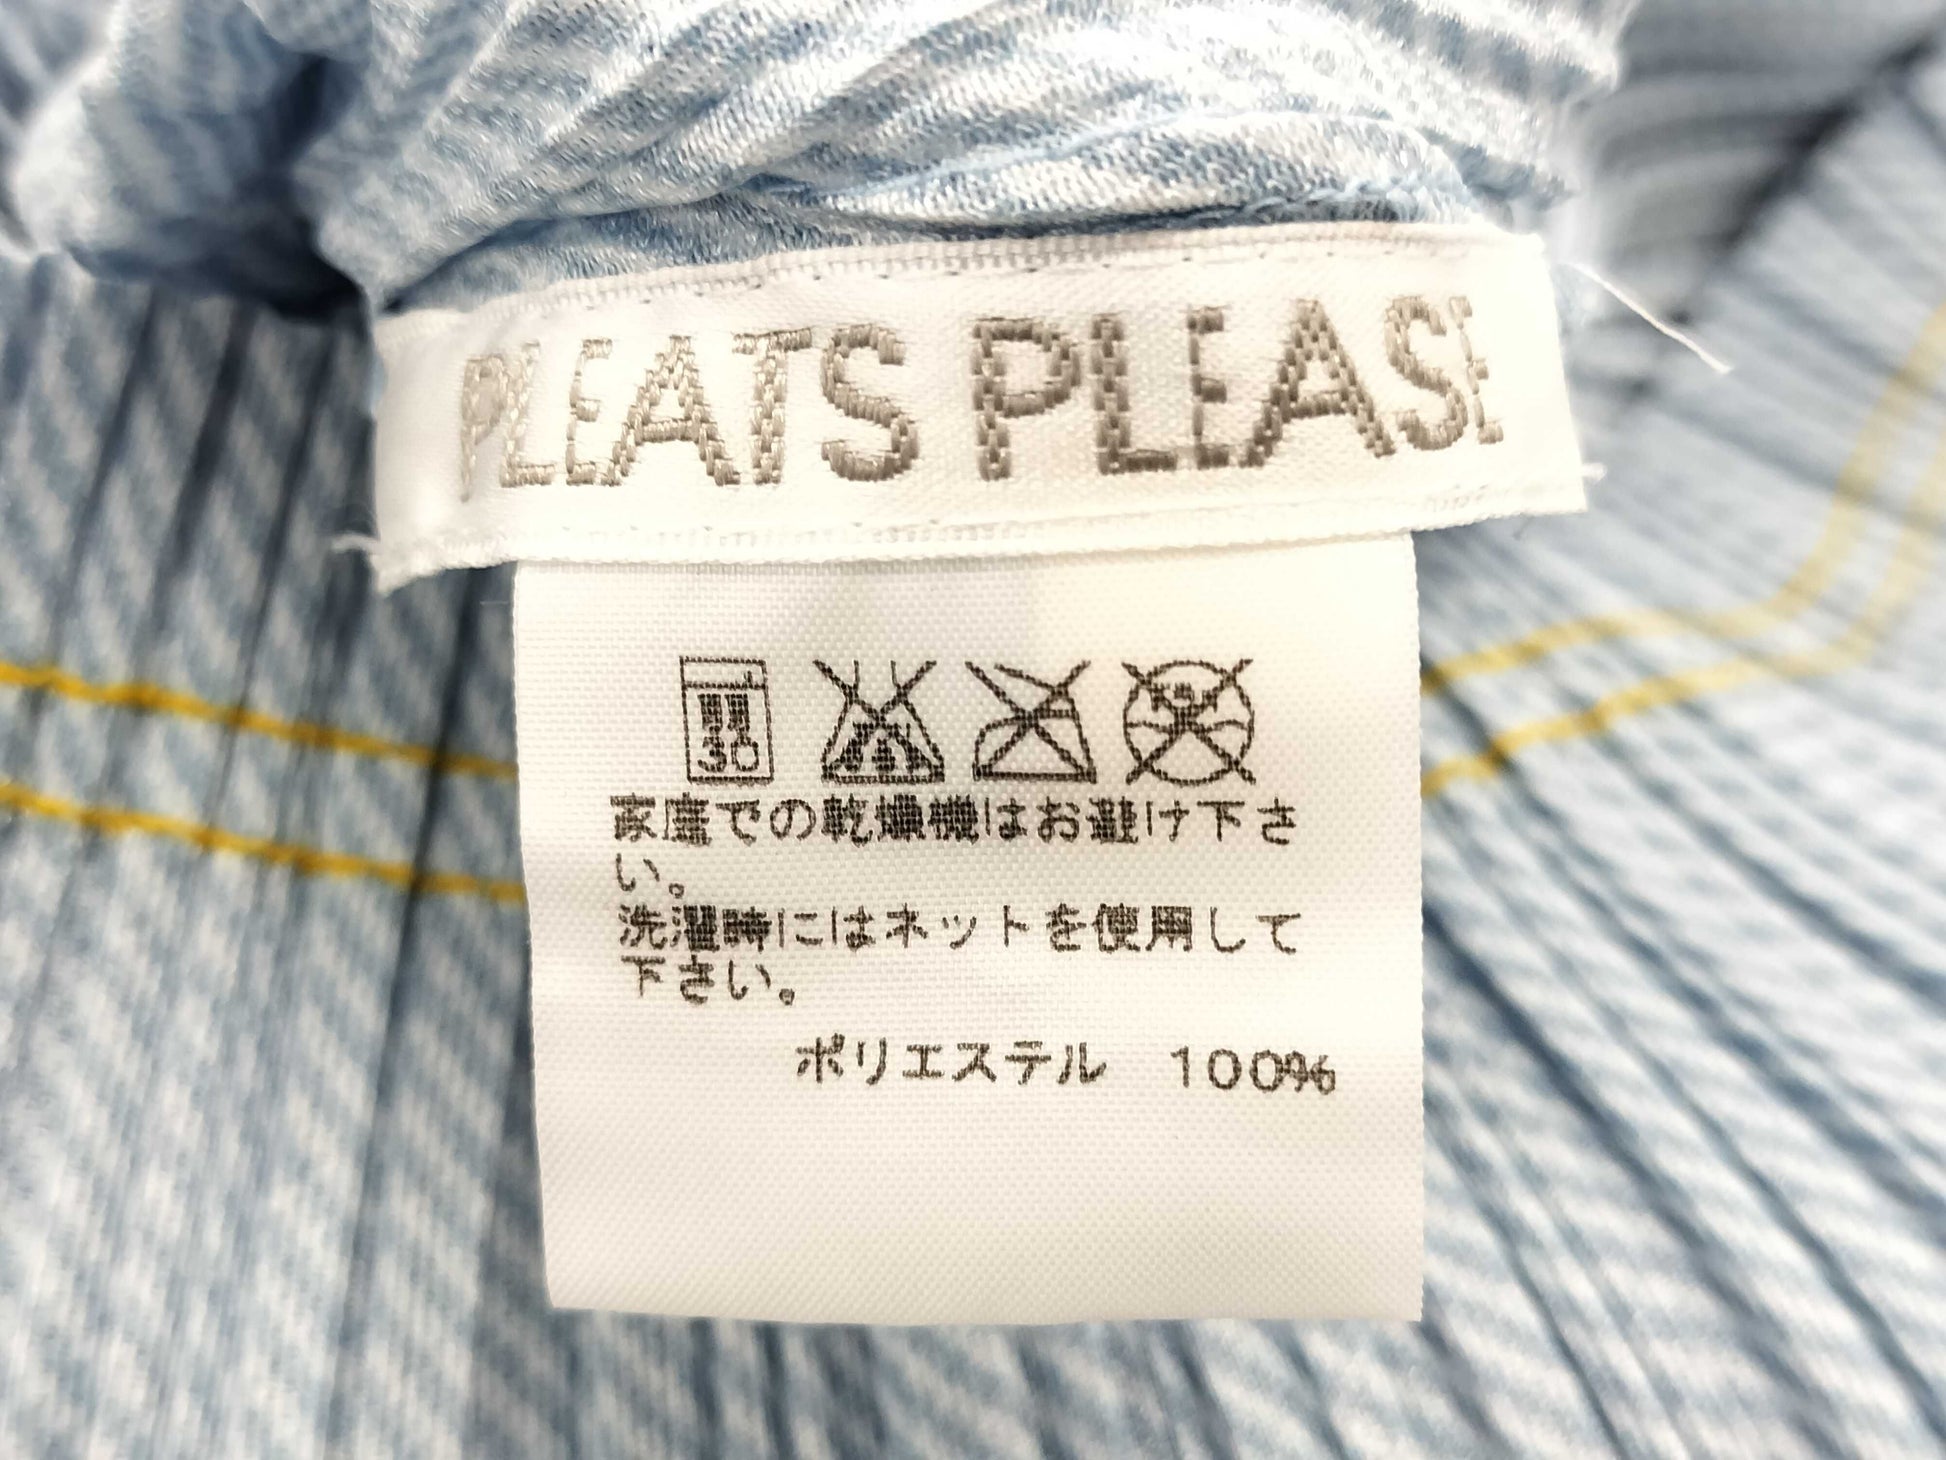 PLEATS PLEASE
弱 30
家庭での乾燥機はお避け下さ
い。
洗濯時にはネットを使用して
下さい。
ポリエステル 100%